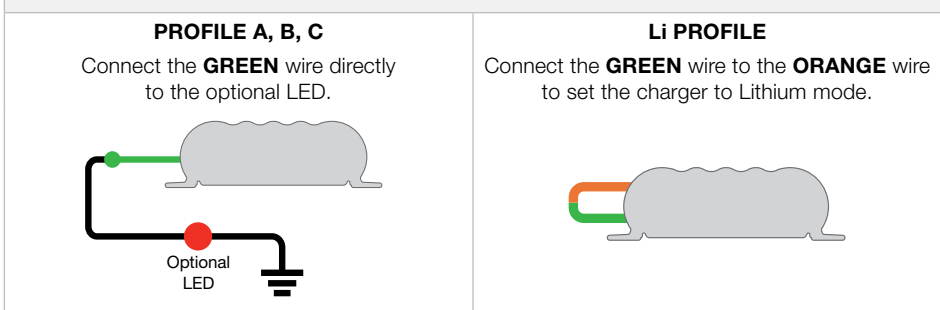 PROFILE A, B, C
Connect the GREEN wire directly
to the optional LED.
Optional
LED
Li PROFILE
Connect the GREEN wire to the ORANGE wire
to set the charger to Lithium mode.